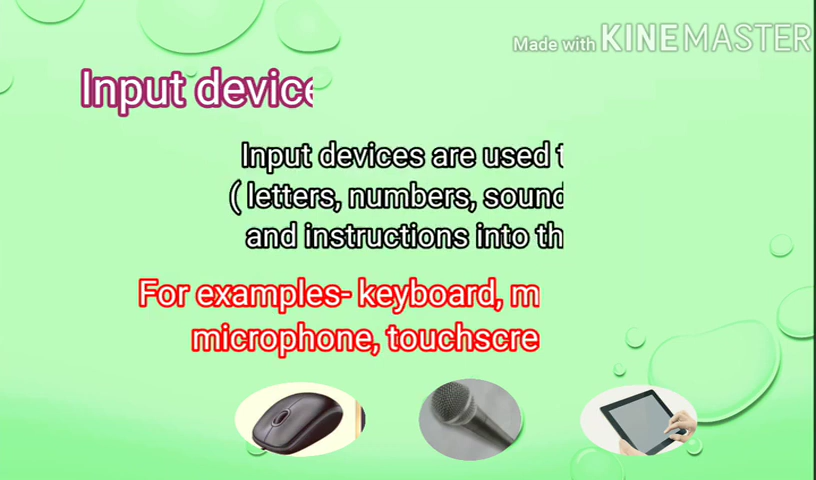 Made with KINEMASTER
Input device
Input devices are used t
( letters, numbers, sound
and instructions into th
For examples- keyboard, m
microphone, touchscre